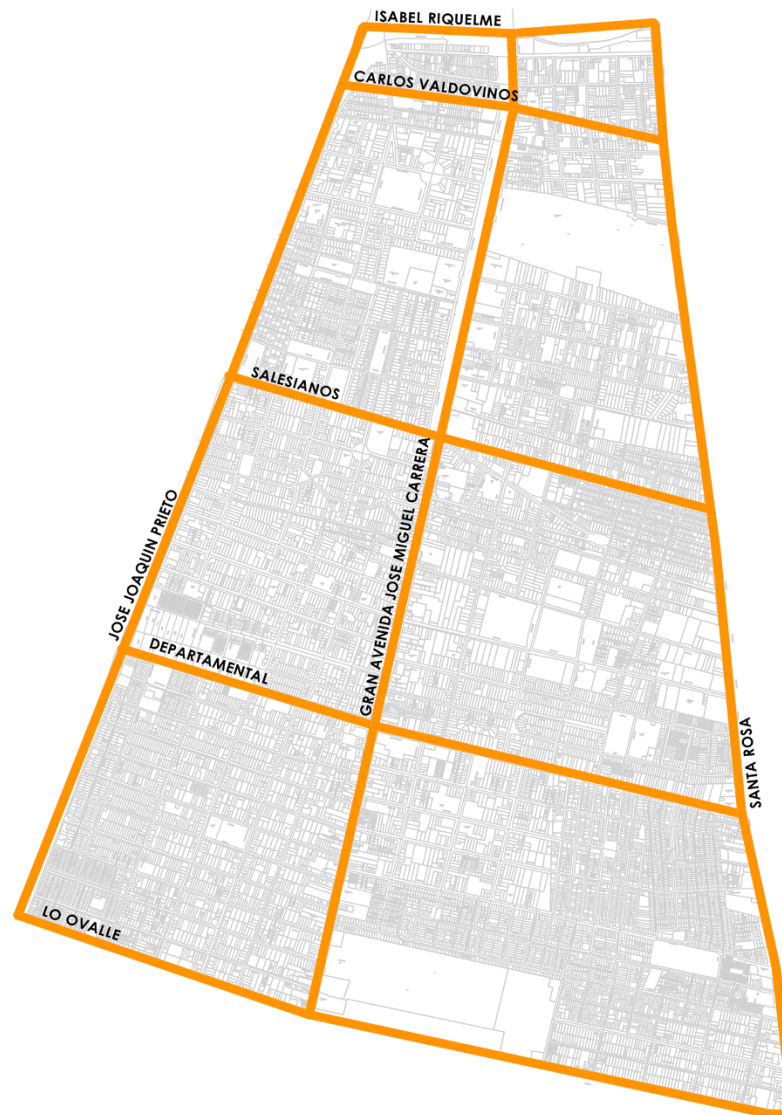 ISABEL RIQUELME
CARLOS VALDOVINOS
SALESIANOS
JOSE JOAQUIN PRIETO
GRAN AVENIDA JOSE MIGUEL CARRERA
DEPARTAMENTAL
SANTA ROSA
LO OVALLE